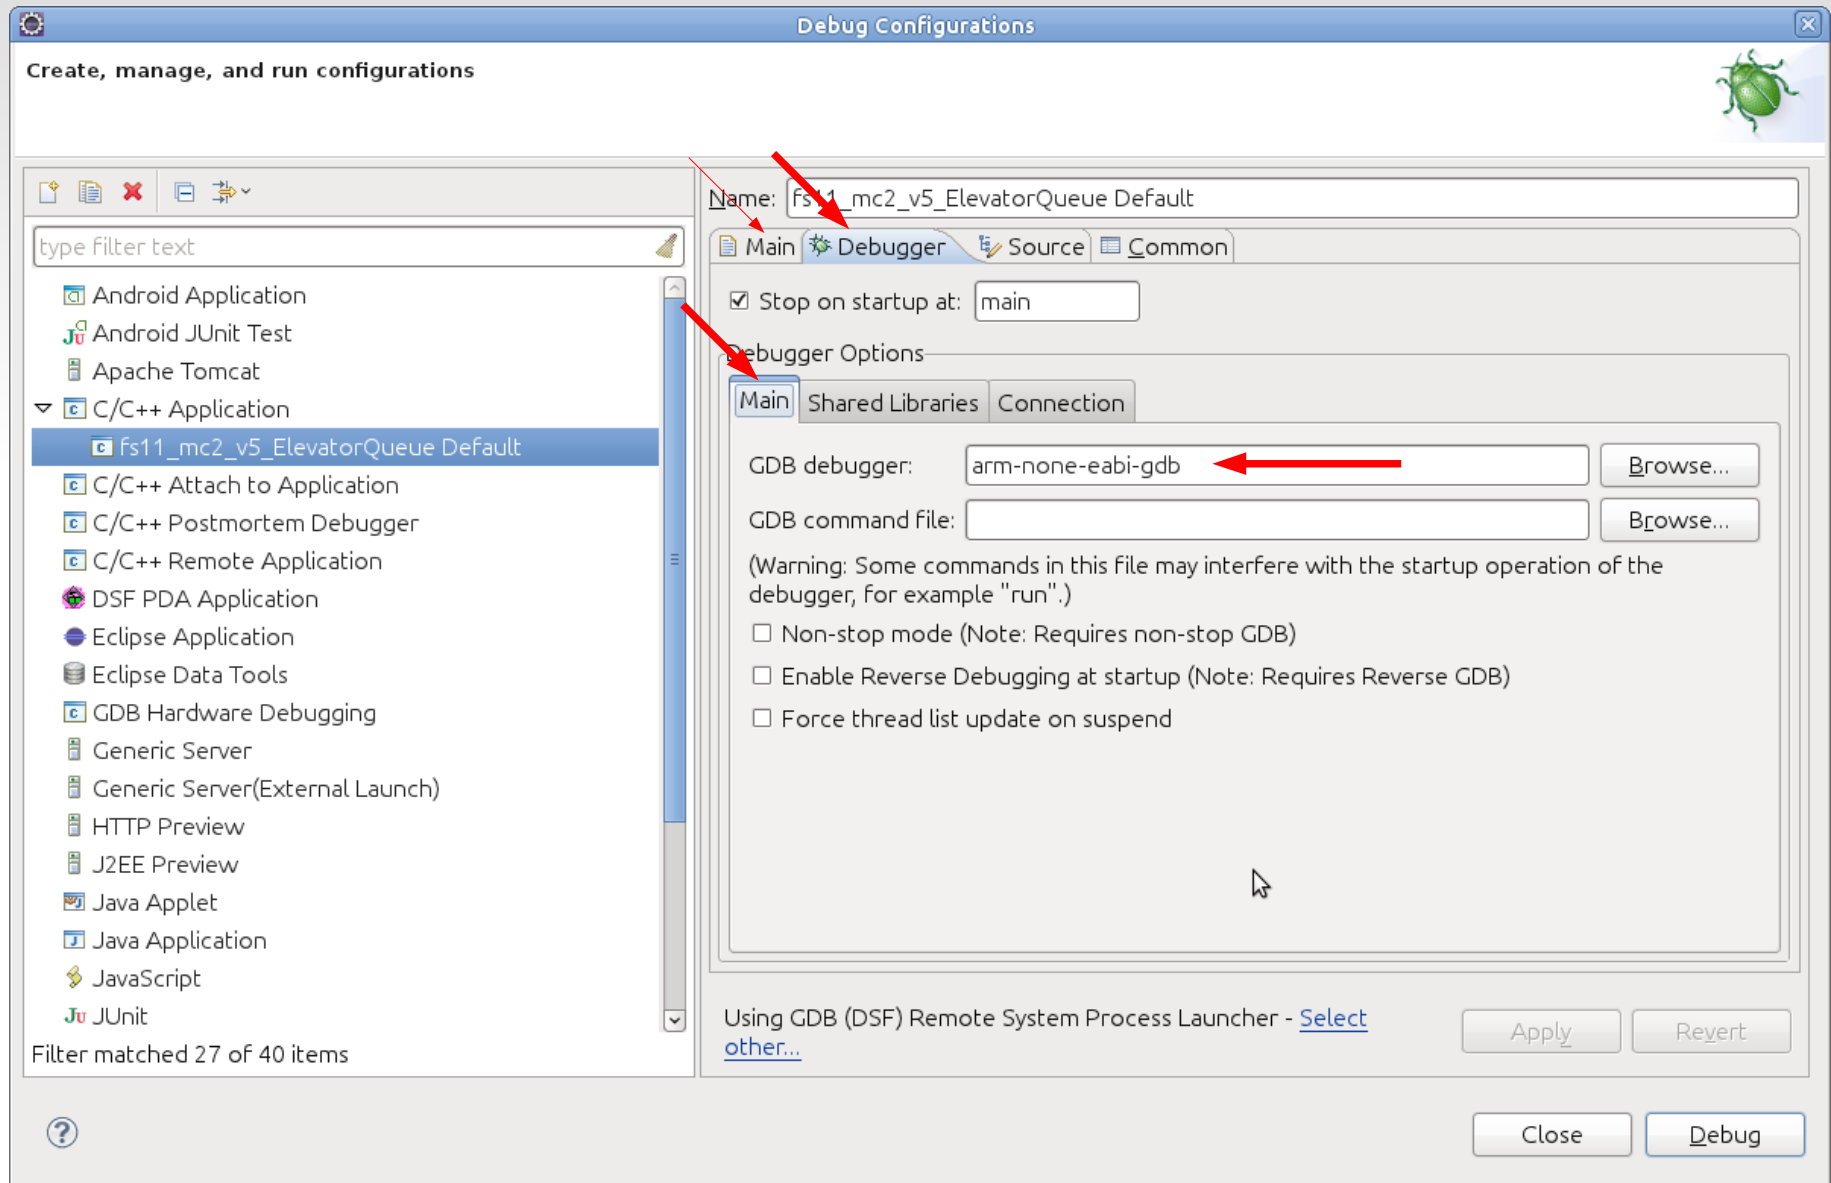 Debug Configurations
Create, manage, and run configurations
type filter text
Android Application
Android JUnit Test
Apache Tomcat
C/C++ Application
fs11_mc2_v5_ElevatorQueue Default
C/C++ Attach to Application
C/C++ Postmortem Debugger
C/C++ Remote Application
DSF PDA Application
Eclipse Application
Eclipse Data Tools
GDB Hardware Debugging
Generic Server
Generic Server(External Launch)
HTTP Preview
J2EE Preview
Java Applet
Java Application
JavaScript
JUnit
Filter matched 27 of 40 items
Name: fs11_mc2_v5_ElevatorQueue Default
Main Debugger Source Common
Stop on startup at: main
Debugger Options
Main Shared Libraries Connection
GDB debugger: arm-none-eabi-gdb Browse...
GDB command file: Browse...
(Warning: Some commands in this file may interfere with the startup operation of the
debugger, for example "run".)
Non-stop mode (Note: Requires non-stop GDB)
Enable Reverse Debugging at startup (Note: Requires Reverse GDB)
Force thread list update on suspend
Using GDB (DSF) Remote System Process Launcher - Select
other...
Apply Revert
Close Debug